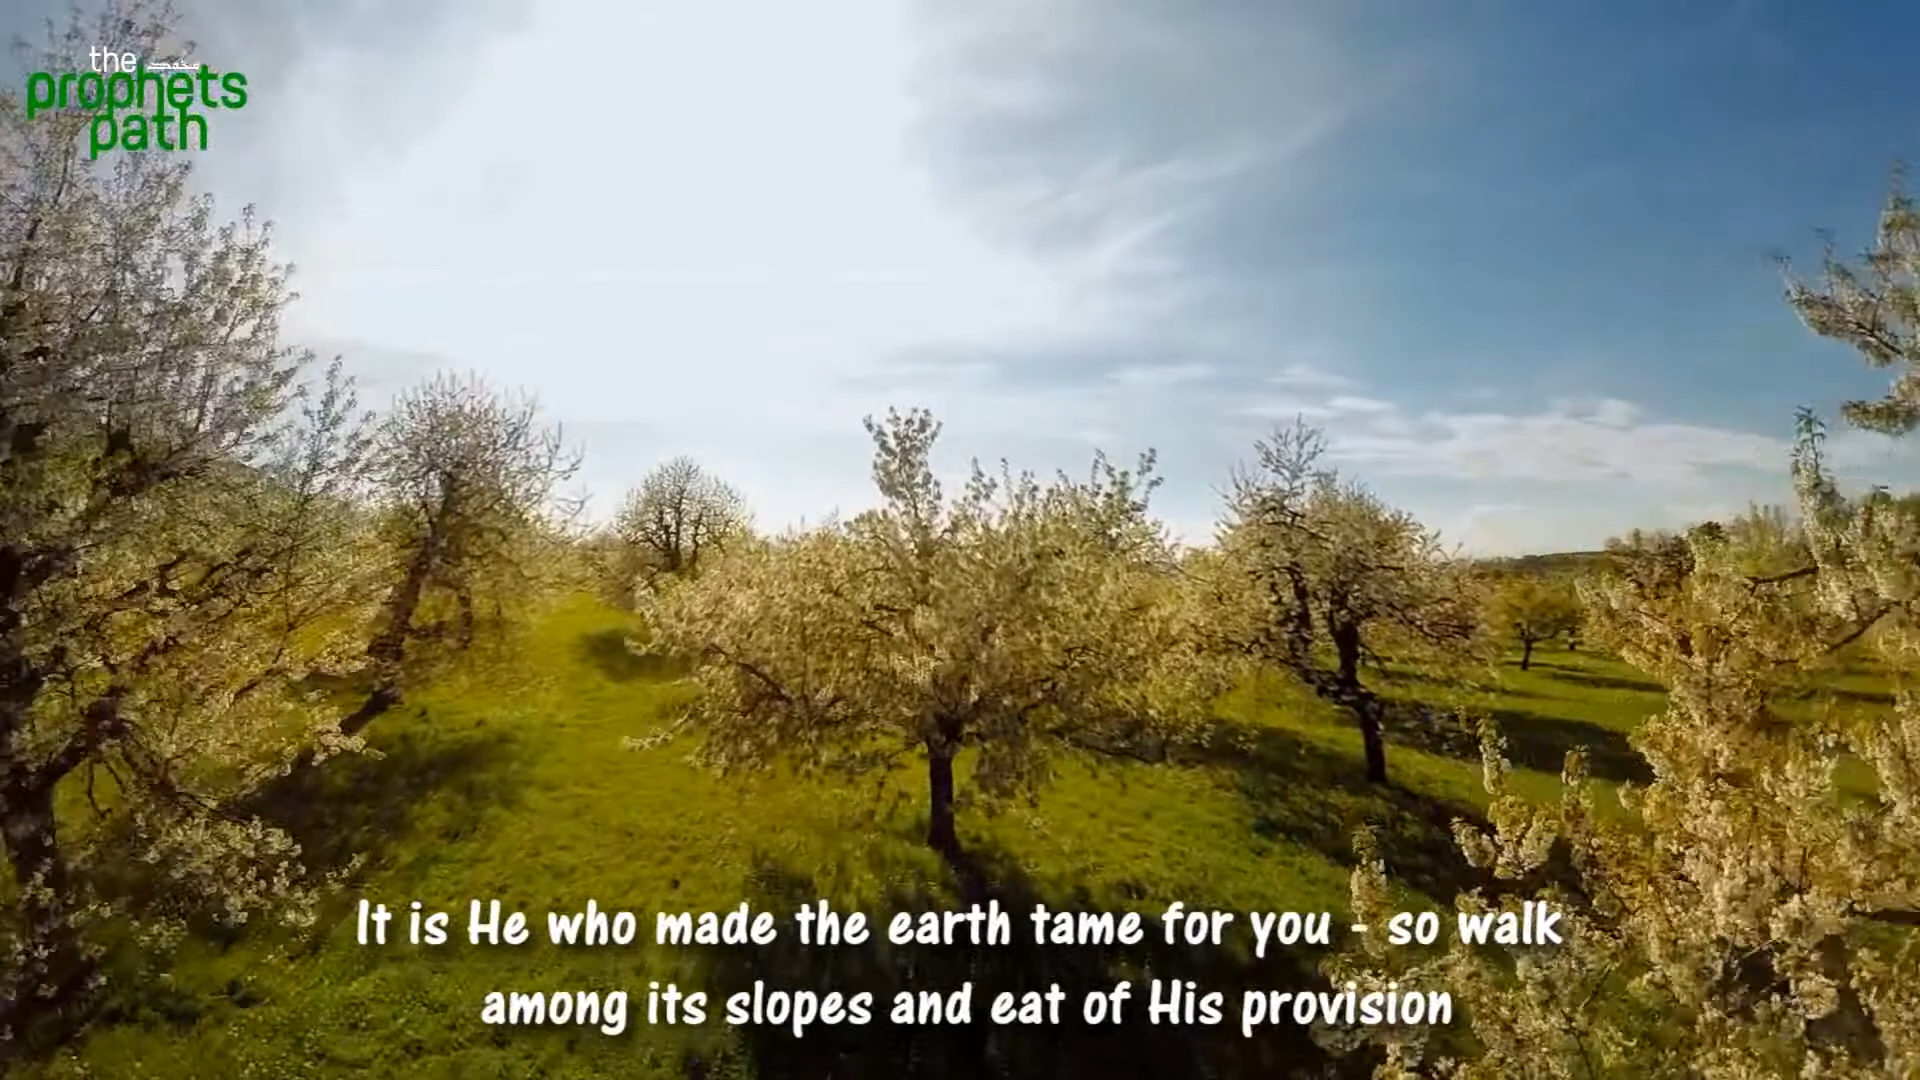 the
prophets
path
It is He who made the earth tame for you - so walk
among its slopes and eat of His provision